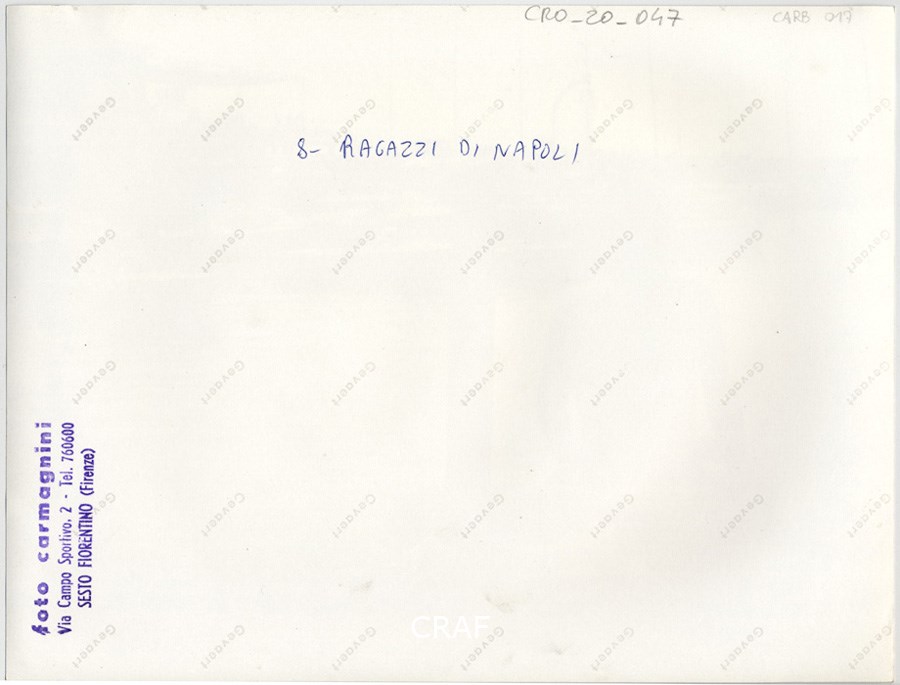 CRO_20_047
CARB 017
8- RAGAZZI DI NAPOLI
foto carmagnini
Via Campo Sportivo, 2 - Tel. 760600
SESTO FIORENTINO (Firenze)
Gevaert
CRAF